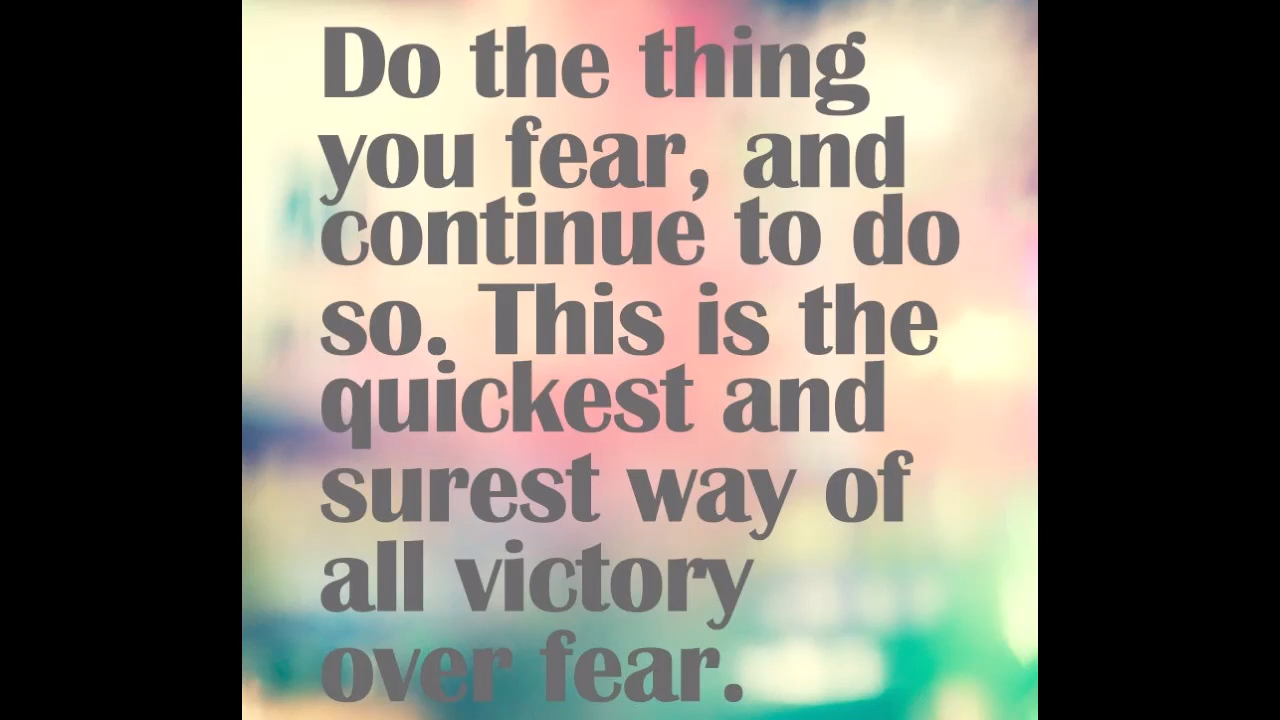 Do the thing
you fear, and
continue to do
so. This is the
quickest and
surest way of
all victory
over fear.